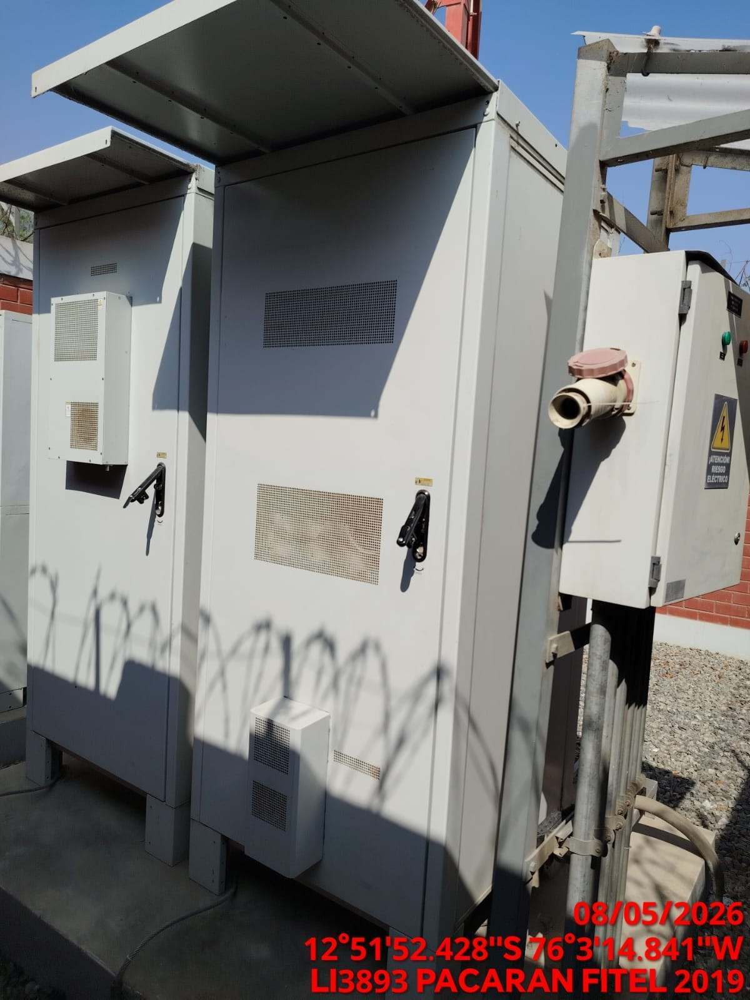 ¡ATENCIÓN!
RIESGO
ELÉCTRICO
08/05/2026
12°51'52.428"S 76°3'14.841"W
LI3893 PACARAN FITEL 2019